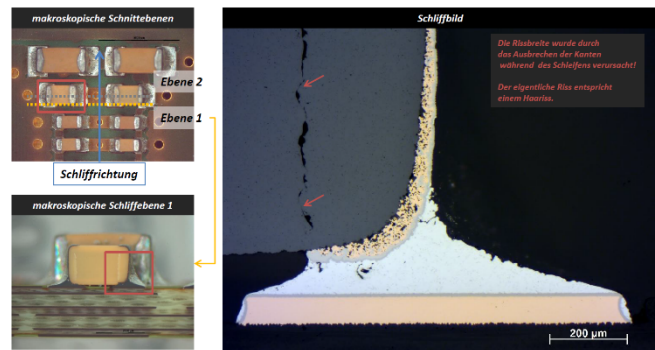 makroskopische Schnittebenen
Ebene 2
Ebene 1
Schliffrichtung
makroskopische Schliffebene 1
Schliffbild
Die Rissbreite wurde durch
das Ausbrechen der Kanten
während des Schleifens verursacht!
Der eigentliche Riss entspricht
einem Haariss.
200 µm